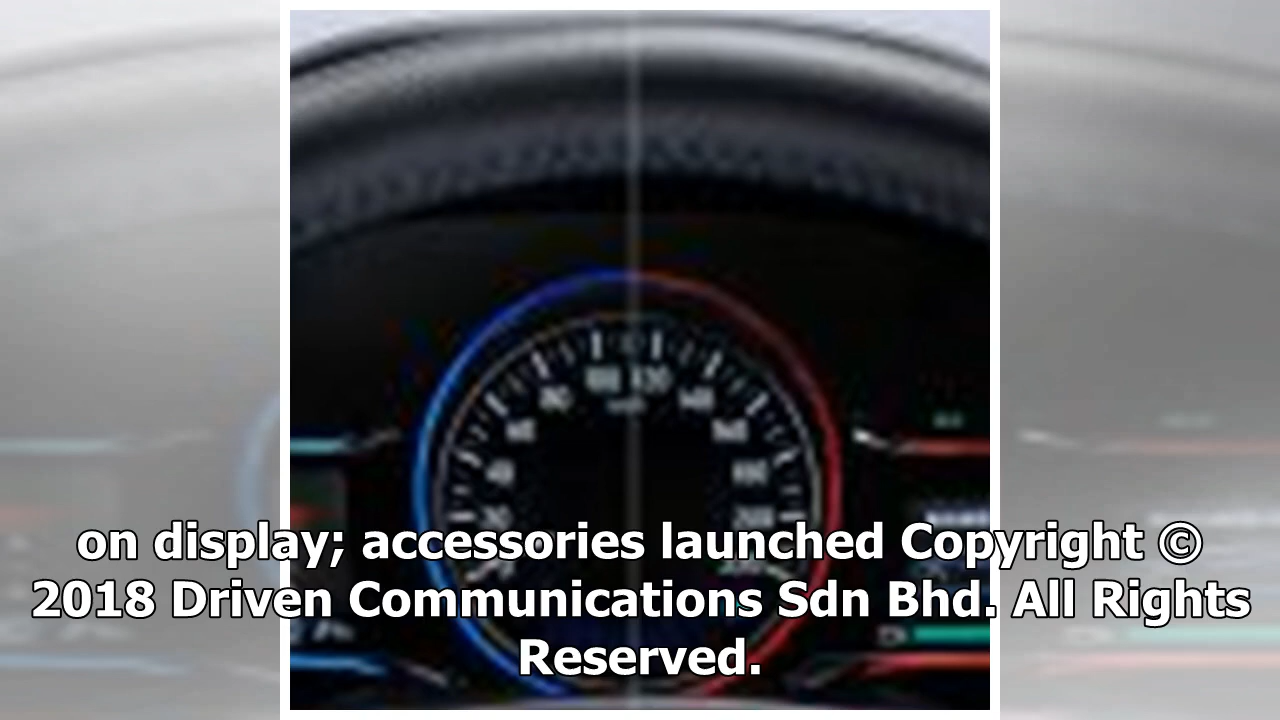 on display; accessories launched Copyright ©
2018 Driven Communications Sdn Bhd. All Rights
Reserved.